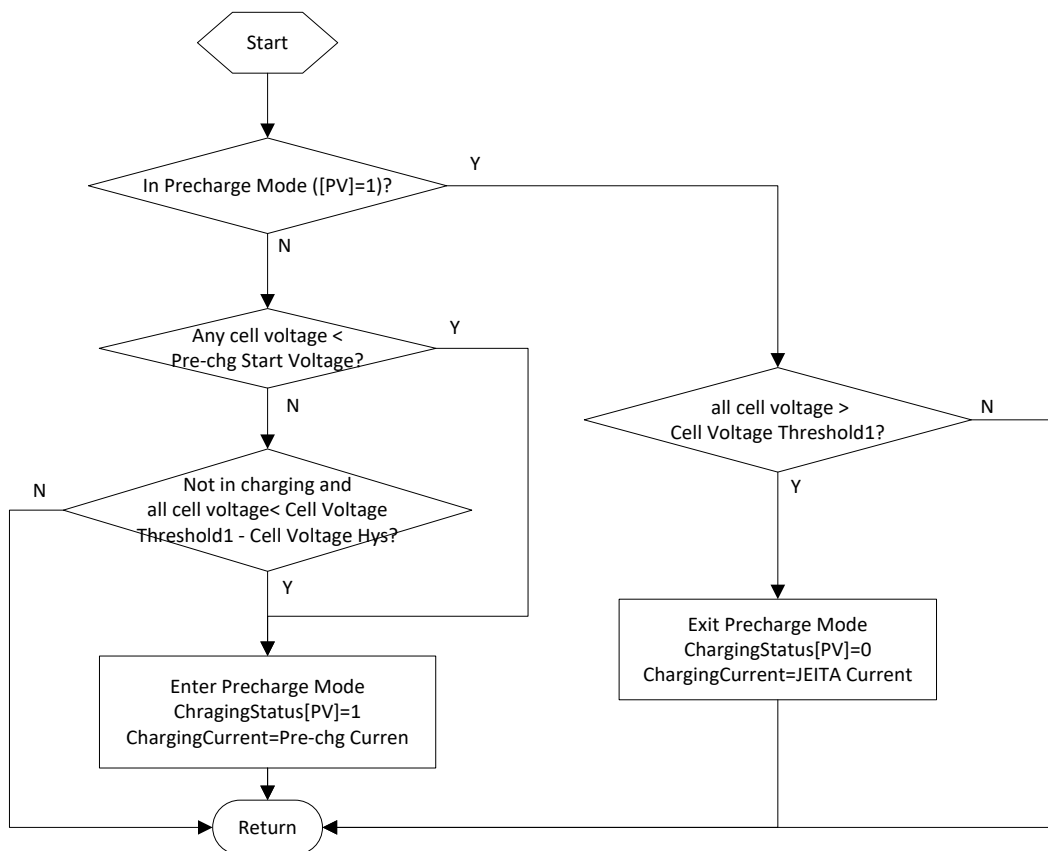 Start
In Precharge Mode ([PV]=1)?
Y
N
Any cell voltage <
Pre-chg Start Voltage?
Y
N
all cell voltage >
Cell Voltage Threshold1?
N
Y
Not in charging and
all cell voltage< Cell Voltage
Threshold1 - Cell Voltage Hys?
N
Y
Exit Precharge Mode
ChargingStatus[PV]=0
ChargingCurrent=JEITA Current
Enter Precharge Mode
ChragingStatus[PV]=1
ChargingCurrent=Pre-chg Curren
Return